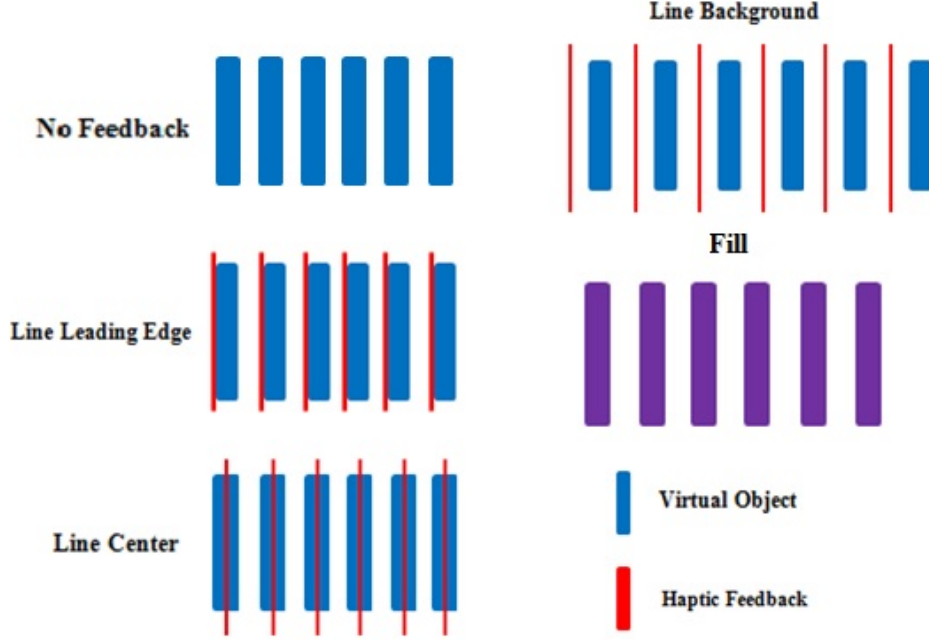 Line Background
No Feedback
Fill
Line Leading Edge
Virtual Object
Line Center
Haptic Feedback